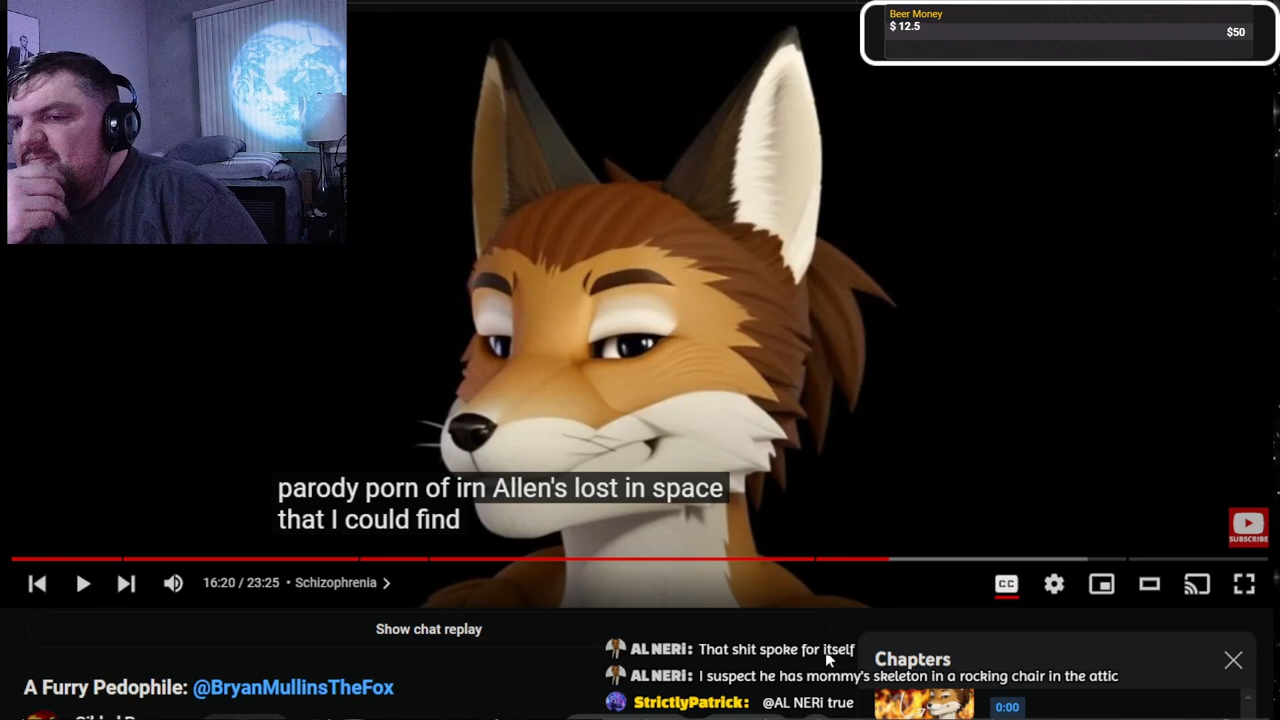 Beer Money
$ 12.5
$50
parody porn of irn Allen's lost in space
that I could find
SUBSCRIBE
CC
16:20 / 23:25 • Schizophrenia
Show chat replay
AL NERi: That shit spoke for itself
AL NERi: I suspect he has mommy's skeleton in a rocking chair in the attic
StrictlyPatrick: @AL NERi true
Chapters
A Furry Pedophile: @BryanMullinsTheFox
0:00